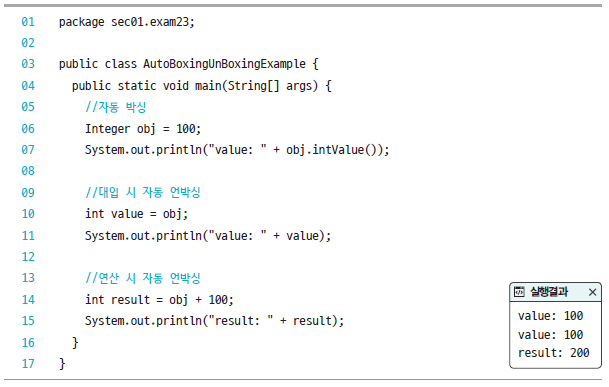 01 package sec01.exam23;
02
03 public class AutoBoxingUnBoxingExample {
04 public static void main(String[] args) {
05 //자동 박싱
06 Integer obj = 100;
07 System.out.println("value: " + obj.intValue());
08
09 //대입 시 자동 언박싱
10 int value = obj;
11 System.out.println("value: " + value);
12
13 //연산 시 자동 언박싱
14 int result = obj + 100;
15 System.out.println("result: " + result);
16 }
17 }
실행결과
value: 100
value: 100
result: 200